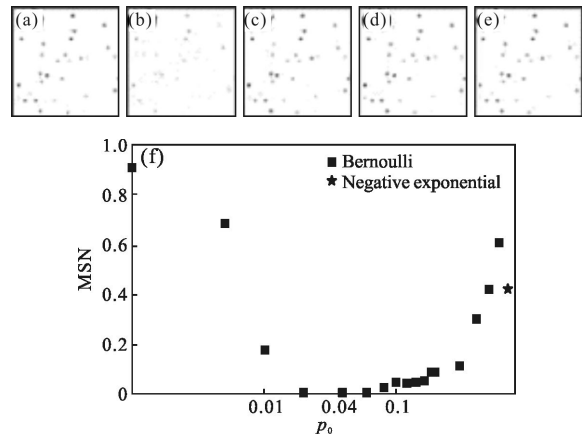 (a) (b) (c) (d) (e)
(f)
1.0
■ Bernoulli
★ Negative exponential
0.8
0.6
MSN
0.4
0.2
0
0.01 0.04 0.1
p₀